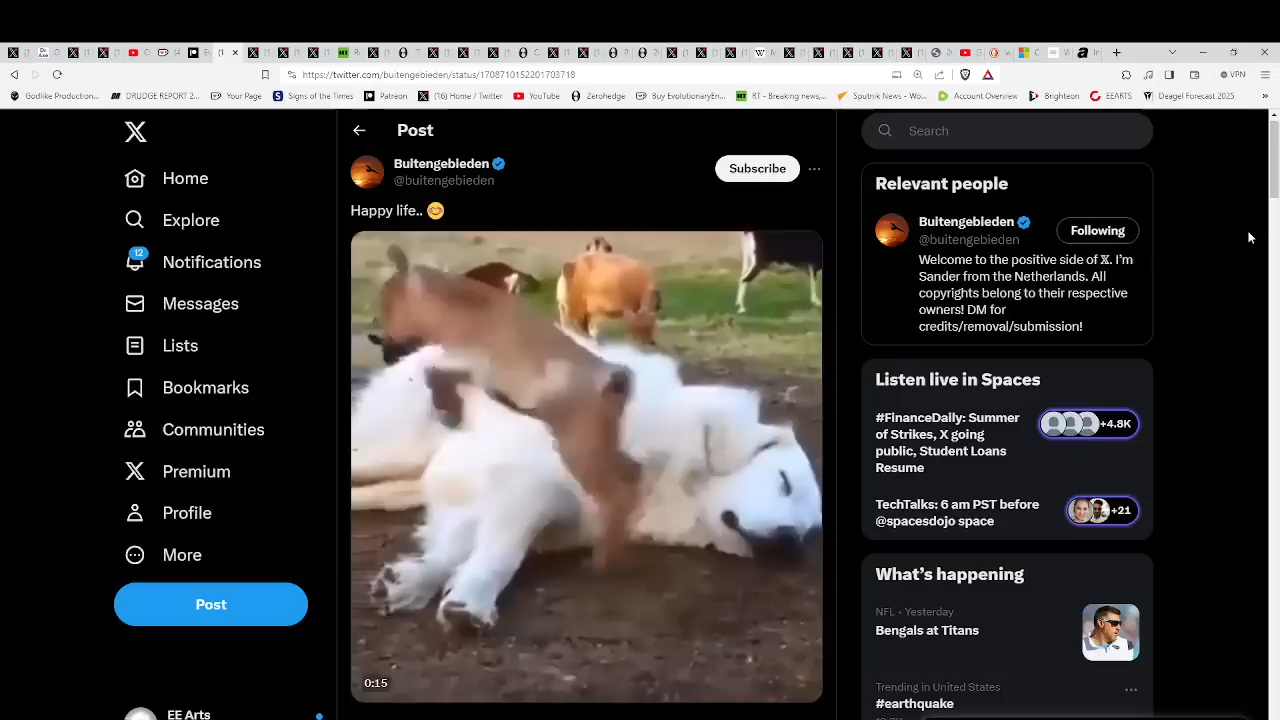 https://twitter.com/buitengebieden/status/1708710152201703718
VPN
Godlike Production...
DRUDGE REPORT 2...
Your Page
Signs of the Times
Patreon
(16) Home / Twitter
YouTube
Zerohedge
Buy EvolutionaryEn...
RT - Breaking news,...
Sputnik News - Wo...
Account Overview
Brighteon
EEARTS
Deagel Forecast 2025
Home
Explore
12
Notifications
Messages
Lists
Bookmarks
Communities
Premium
Profile
More
Post
EE Arts
Post
Buitengebieden
@buitengebieden
Subscribe
Happy life.. 😊
0:15
Search
Relevant people
Buitengebieden
@buitengebieden
Following
Welcome to the positive side of 𝕏. I'm
Sander from the Netherlands. All
copyrights belong to their respective
owners! DM for
credits/removal/submission!
Listen live in Spaces
#FinanceDaily: Summer
of Strikes, X going
public, Student Loans
Resume
+4.8K
TechTalks: 6 am PST before
@spacesdojo space
+21
What's happening
NFL · Yesterday
Bengals at Titans
Trending in United States
#earthquake